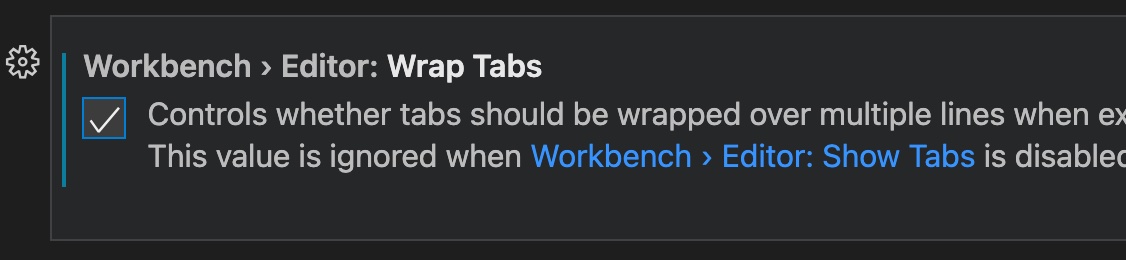 Workbench › Editor: Wrap Tabs
Controls whether tabs should be wrapped over multiple lines when
This value is ignored when Workbench › Editor: Show Tabs is disabled